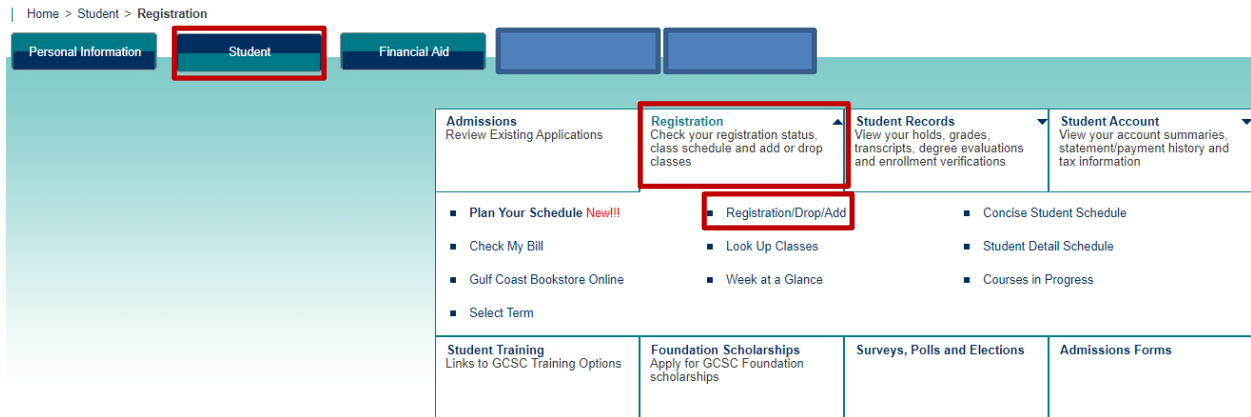 Home > Student > Registration
Personal Information
Student
Financial Aid
Admissions
Review Existing Applications
Registration
Check your registration status,
class schedule and add or drop
classes
Student Records
View your holds, grades,
transcripts, degree evaluations
and enrollment verifications
Student Account
View your account summaries,
statement/payment history and
tax information
Plan Your Schedule New!!!
Registration/Drop/Add
Concise Student Schedule
Check My Bill
Look Up Classes
Student Detail Schedule
Gulf Coast Bookstore Online
Week at a Glance
Courses in Progress
Select Term
Student Training
Links to GCSC Training Options
Foundation Scholarships
Apply for GCSC Foundation
scholarships
Surveys, Polls and Elections
Admissions Forms